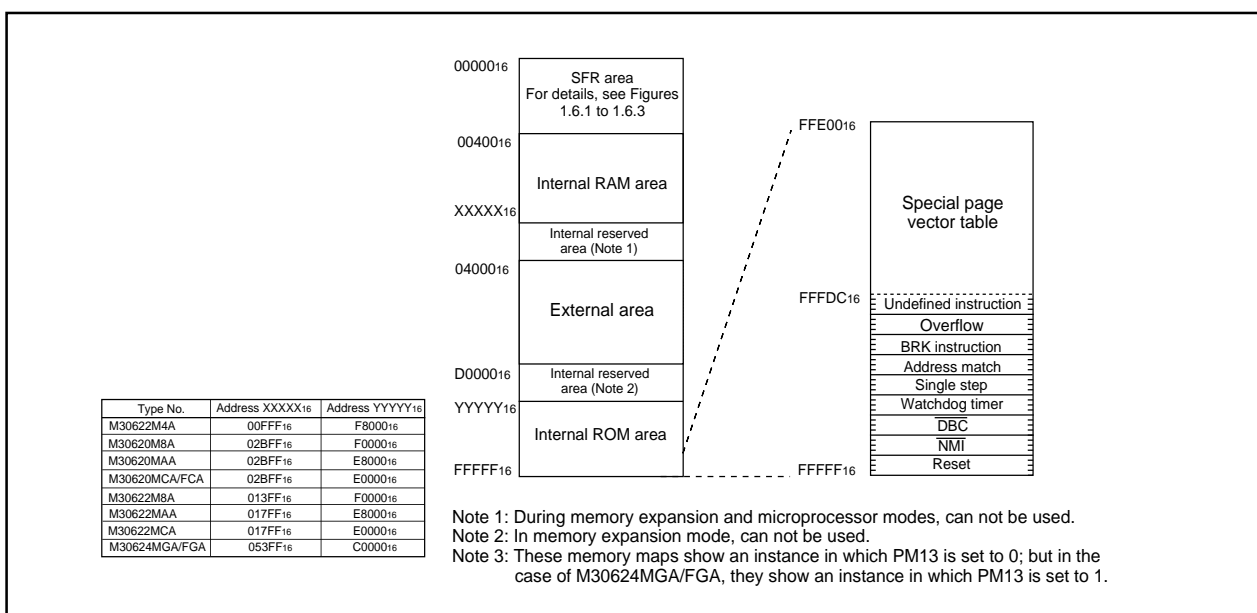 0000016
SFR area
For details, see Figures
1.6.1 to 1.6.3
0040016
Internal RAM area
XXXXX16
Internal reserved
area (Note 1)
0400016
External area
D000016
Internal reserved
area (Note 2)
YYYYY16
Internal ROM area
FFFFF16
FFE0016
Special page
vector table
FFFDC16
Undefined instruction
Overflow
BRK instruction
Address match
Single step
Watchdog timer
DBC
NMI
Reset
FFFFF16
Type No. Address XXXXX16 Address YYYYY16
M30622M4A 00FFF16 F800016
M30620M8A 02BFF16 F000016
M30620MAA 02BFF16 E800016
M30620MCA/FCA 02BFF16 E000016
M30622M8A 013FF16 F000016
M30622MAA 017FF16 E800016
M30622MCA 017FF16 E000016
M30624MGA/FGA 053FF16 C000016
Note 1: During memory expansion and microprocessor modes, can not be used.
Note 2: In memory expansion mode, can not be used.
Note 3: These memory maps show an instance in which PM13 is set to 0; but in the
case of M30624MGA/FGA, they show an instance in which PM13 is set to 1.